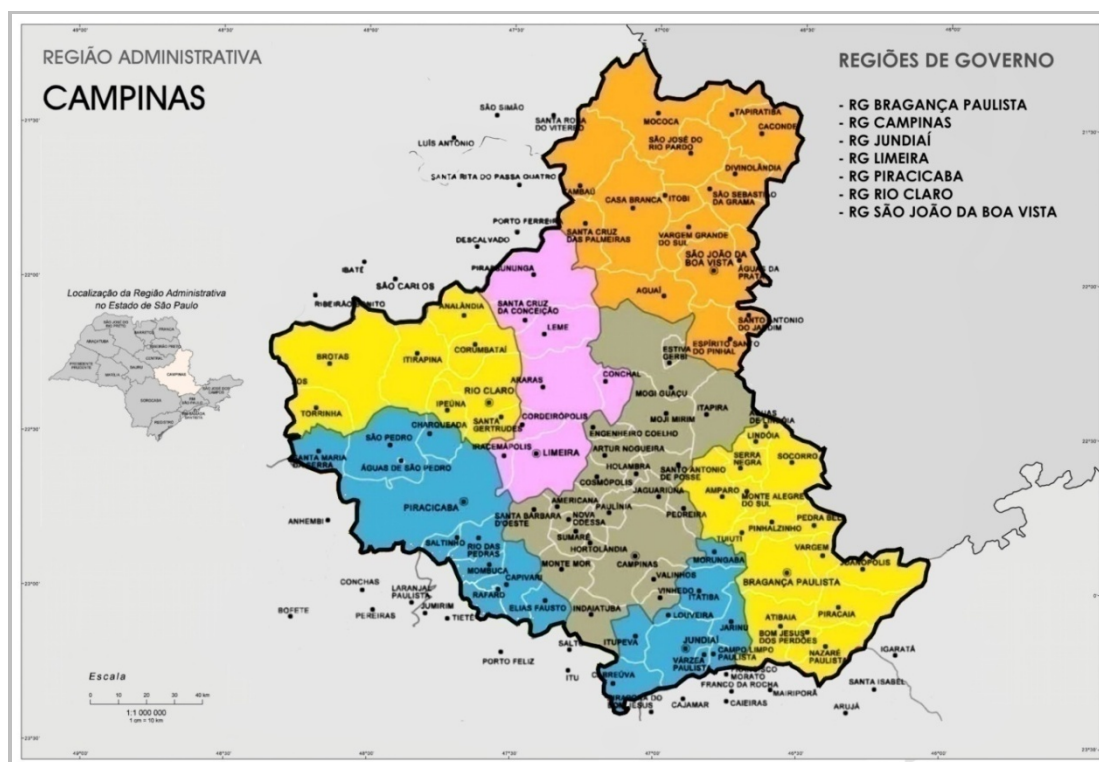 REGIÃO ADMINISTRATIVA
CAMPINAS
REGIÕES DE GOVERNO
- RG BRAGANÇA PAULISTA
- RG CAMPINAS
- RG JUNDIAÍ
- RG LIMEIRA
- RG PIRACICABA
- RG RIO CLARO
- RG SÃO JOÃO DA BOA VISTA
SÃO SIMÃO
SANTA ROSA
DO VITERBO
LUÍS ANTONIO
SANTA RITA DO PASSA QUATRO
PORTO FERREIRA
DESCALVADO
IBATÉ
SÃO CARLOS
MOCOCA
TAPIRATIBA
CACONDE
SÃO JOSÉ DO
RIO PARDO
DIVINOLÂNDIA
CASA BRANCA
ITOBI
SÃO SEBASTIÃO
DA GRAMA
SANTA CRUZ
DAS PALMEIRAS
VARGEM GRANDE
DO SUL
SÃO JOÃO DA
BOA VISTA
ÁGUAS DA
PRATA
AGUAÍ
SANTO ANTONIO
DO JARDIM
ESPÍRITO SANTO
DO PINHAL
SANTA CRUZ
DA CONCEIÇÃO
LEME
ANALÂNDIA
BROTAS
ITIRAPINA
CORUMBATAÍ
ESTIVA
GERBI
CONCHAL
MOGI GUAÇU
RIO CLARO
TORRINHA
IPEÚNA
SANTA
GERTRUDES
CORDEIRÓPOLIS
MOJI MIRIM
ITAPIRA
CHARQUEADA
SÃO PEDRO
ENGENHEIRO COELHO
LINDÓIA
LIMEIRA
ARTUR NOGUEIRA
SERRA
NEGRA
SOCORRO
ÁGUAS DE SÃO PEDRO
HOLAMBRA
SANTO ANTONIO
DE POSSE
COSMÓPOLIS
JAGUARIÚNA
AMPARO
MONTE ALEGRE
DO SUL
PIRACICABA
AMERICANA
SANTA BÁRBARA
D'OESTE
NOVA
ODESSA
PAULÍNIA
PEDREIRA
PINHALZINHO
TUIUTI
ANHEMBI
SALTINHO
RIO DAS
PEDRAS
SUMARÉ
HORTOLÂNDIA
MORUNGABA
VARGEM
MOMBUCA
MONTE MOR
CAMPINAS
BRAGANÇA PAULISTA
CONCHAS
LARANJAL
PAULISTA
CAPIVARI
RAFARD
VALINHOS
VINHEDO
ITATIBA
BOFETE
PEREIRAS
JUMIRIM
TIETÊ
ELIAS FAUSTO
INDAIATUBA
LOUVEIRA
JARINU
ATIBAIA
PIRACAIA
BOM JESUS
DOS PERDÕES
ITUPEVA
JUNDIAÍ
SALTO
VÁRZEA
PAULISTA
CAMPO LIMPO
PAULISTA
NAZARÉ
PAULISTA
IGARATÁ
PORTO FELIZ
ITU
FRANCO DA ROCHA
MAIRIPORÃ
SANTA ISABEL
CAJAMAR
CAIEIRAS
ARUJÁ
Localização da Região Administrativa
no Estado de São Paulo
Escala
0 10 20 30 40 km
1:1 000 000
1 cm = 10 km